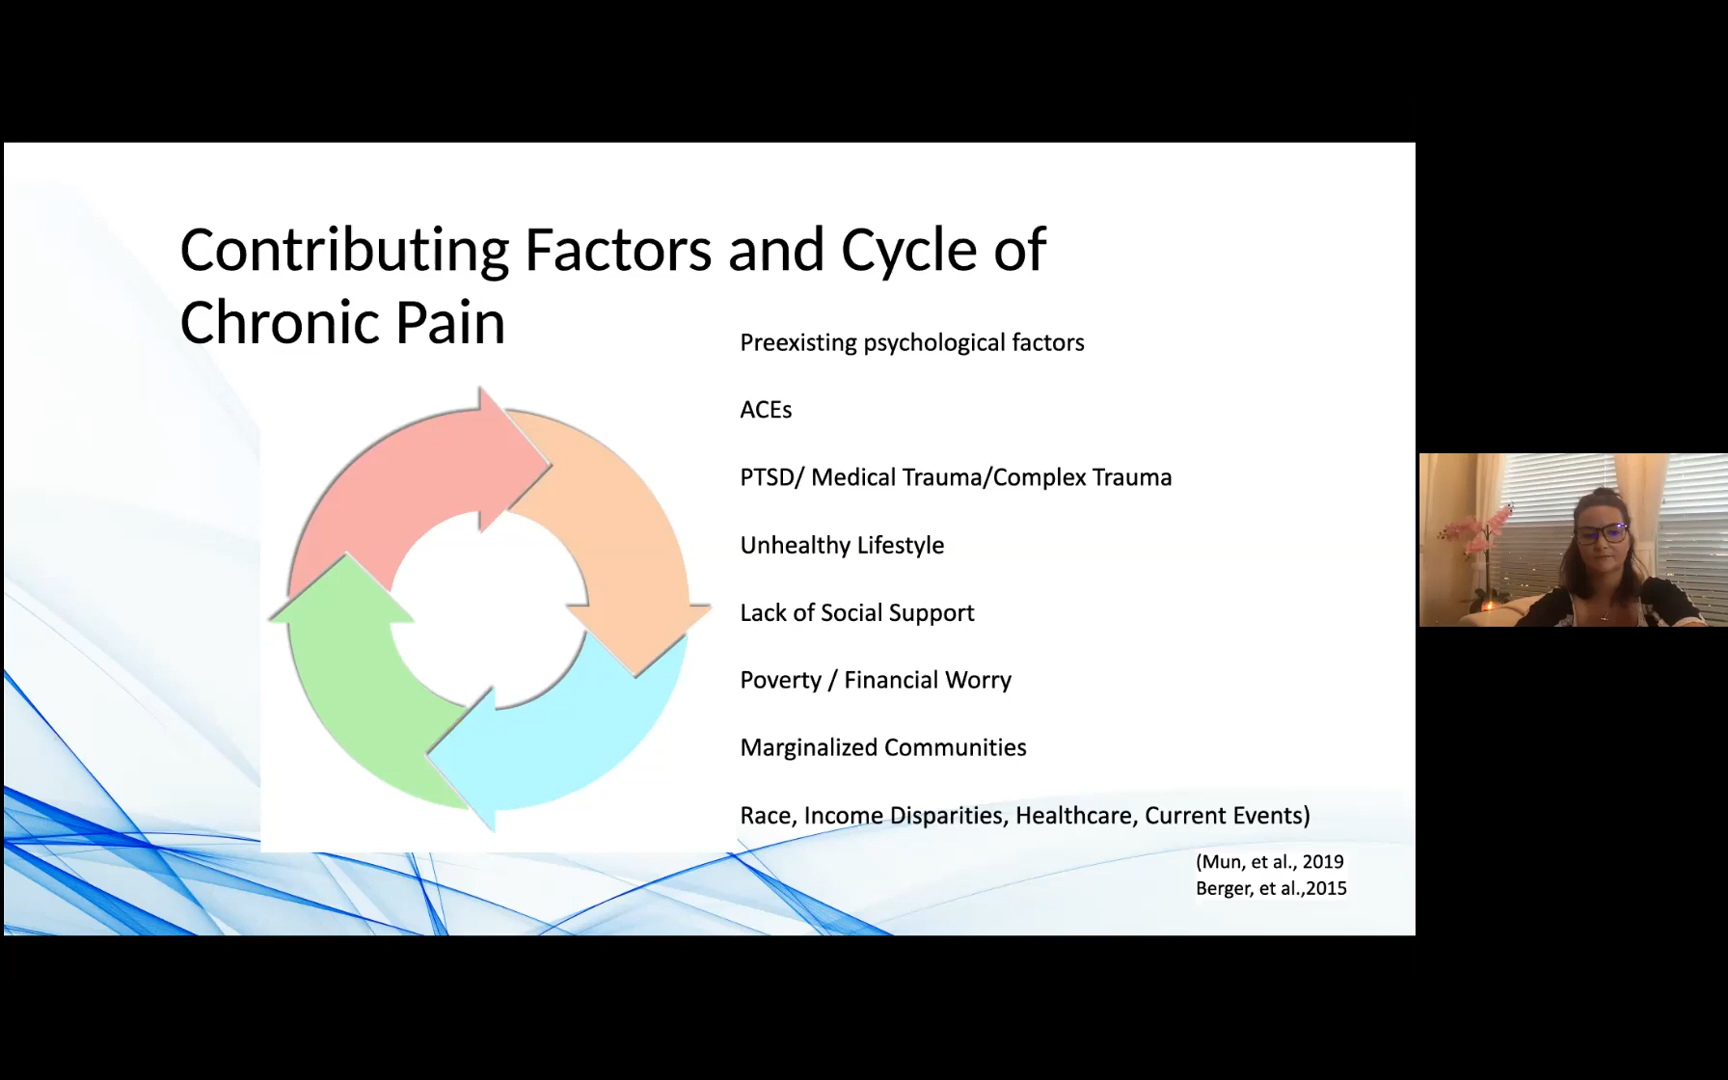 Contributing Factors and Cycle of
Chronic Pain
Preexisting psychological factors
ACEs
PTSD/ Medical Trauma/Complex Trauma
Unhealthy Lifestyle
Lack of Social Support
Poverty / Financial Worry
Marginalized Communities
Race, Income Disparities, Healthcare, Current Events)
(Mun, et al., 2019
Berger, et al.,2015